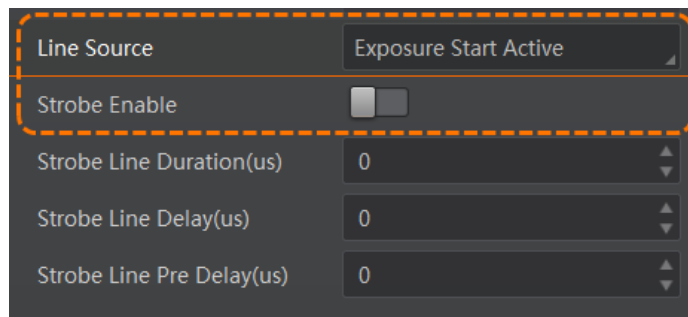 Line Source Exposure Start Active
Strobe Enable
Strobe Line Duration(us) 0
Strobe Line Delay(us) 0
Strobe Line Pre Delay(us) 0